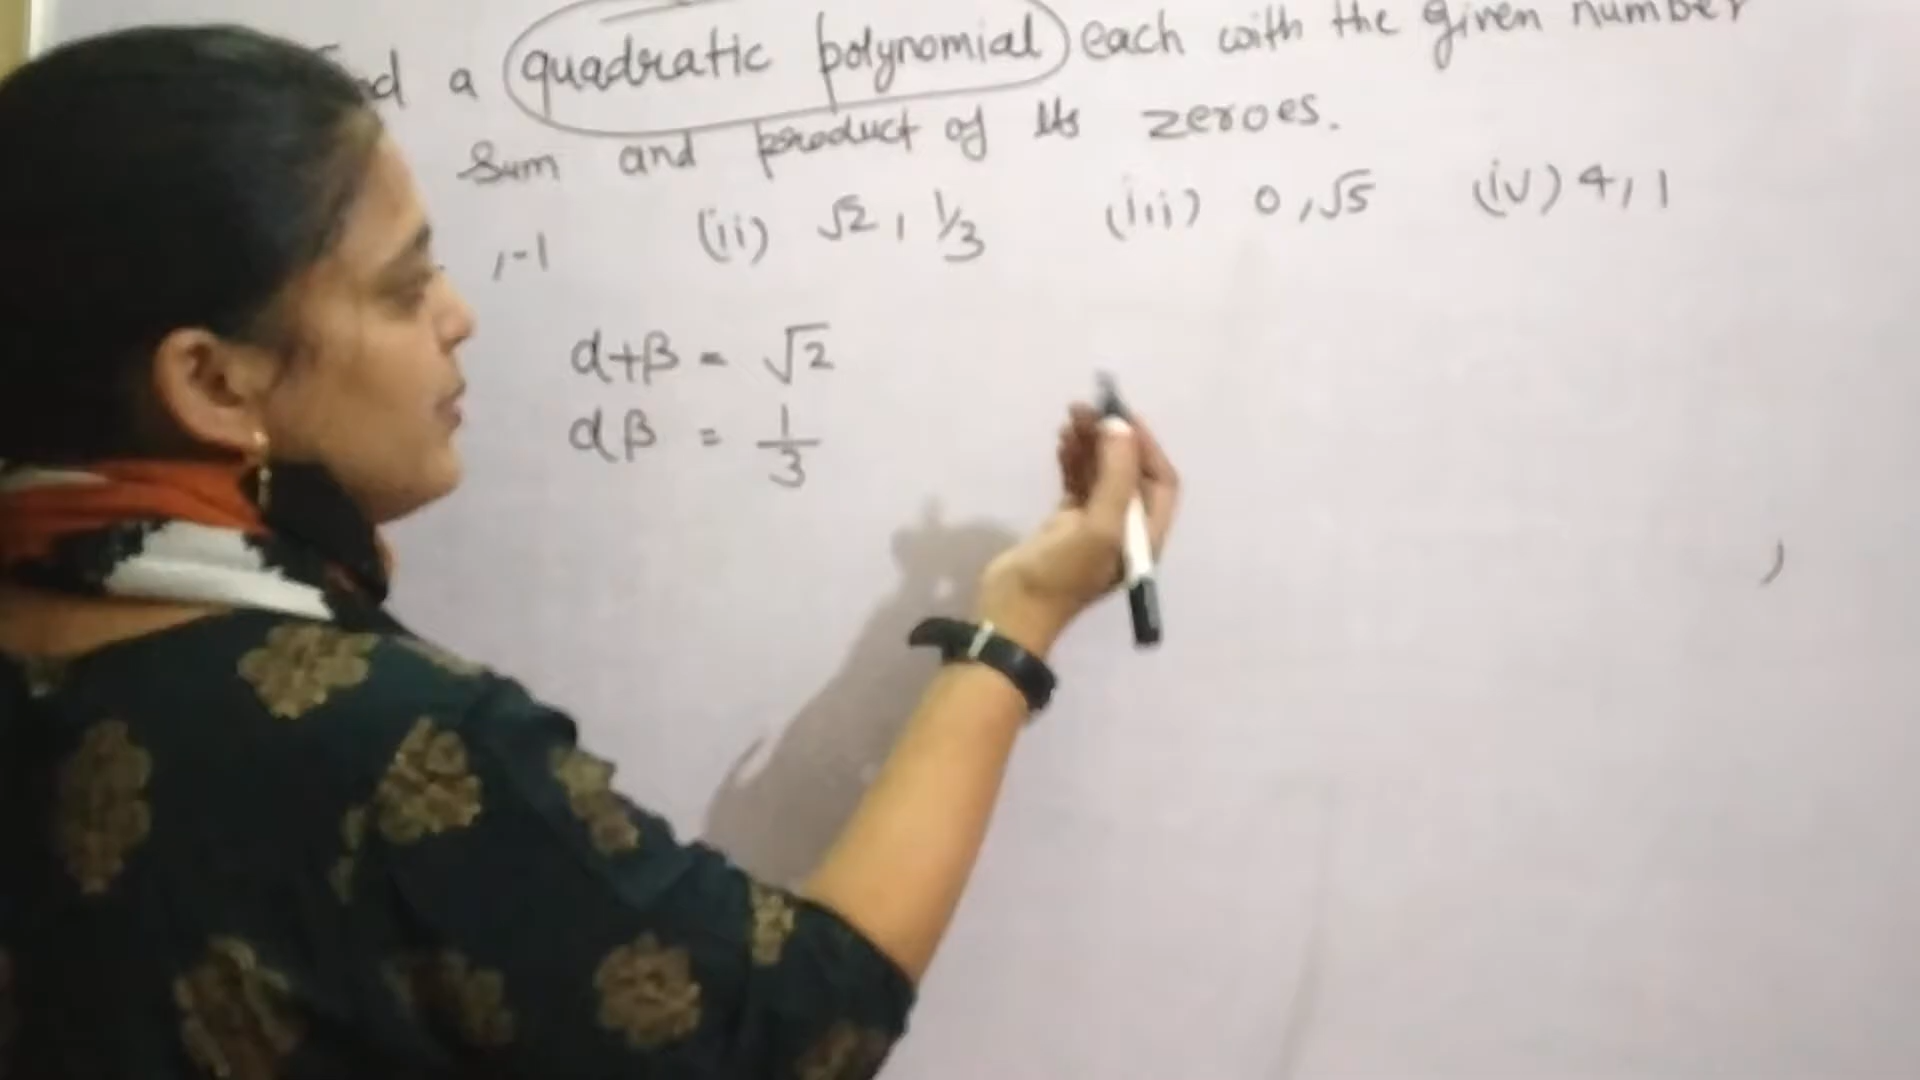 a quadratic polynomial each with the given number
Sum and product of its zeroes.
,-1 (ii) √2, 1/3 (iii) 0,√5 (iv) 4,1
α+β = √2
αβ = 1/3